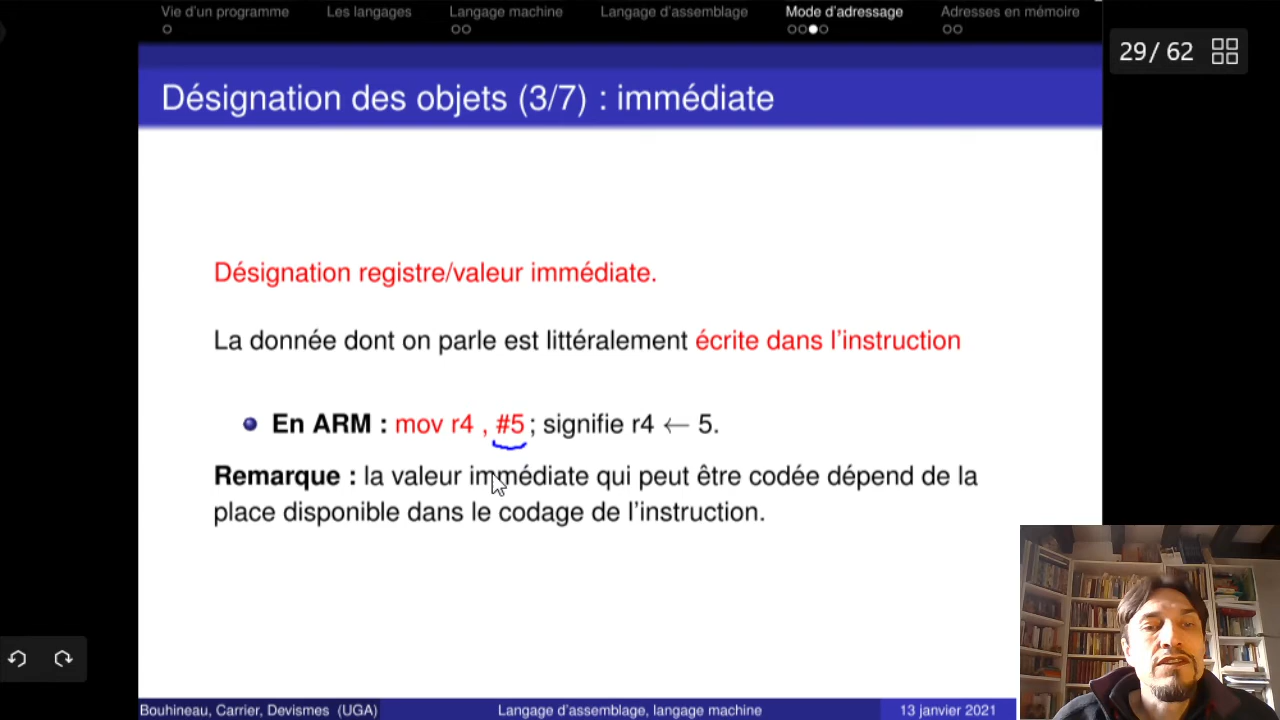 Vie d'un programme Les langages Langage machine Langage d'assemblage Mode d'adressage Adresses en mémoire
29/ 62
Désignation des objets (3/7) : immédiate
Désignation registre/valeur immédiate.
La donnée dont on parle est littéralement écrite dans l'instruction
En ARM : mov r4 , #5 ; signifie r4 ← 5.
Remarque : la valeur immédiate qui peut être codée dépend de la
place disponible dans le codage de l'instruction.
Bouhineau, Carrier, Devismes (UGA) Langage d'assemblage, langage machine 13 janvier 2021